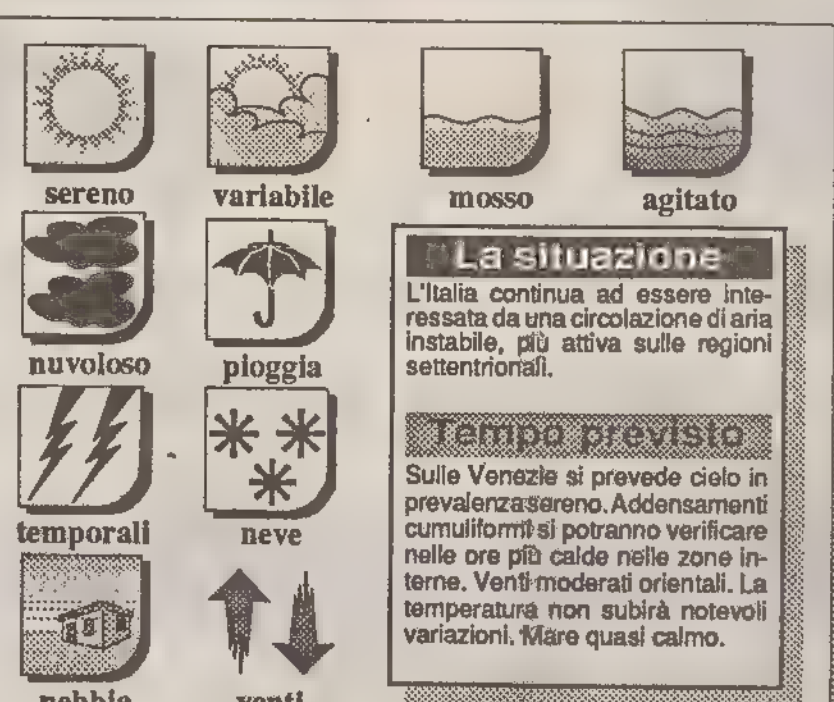 sereno
variabile
mosso
agitato
nuvoloso
pioggia
temporali
neve
nebbia
venti
La situazione
L'Italia continua ad essere inte-
ressata da una circolazione di aria
instabile, più attiva sulle regioni
settentrionali.
Tempo previsto
Sulle Venezie si prevede cielo in
prevalenza sereno. Addensamenti
cumuliformi si potranno verificare
nelle ore più calde nelle zone in-
terne. Venti moderati orientali. La
temperatura non subirà notevoli
variazioni. Mare quasi calmo.